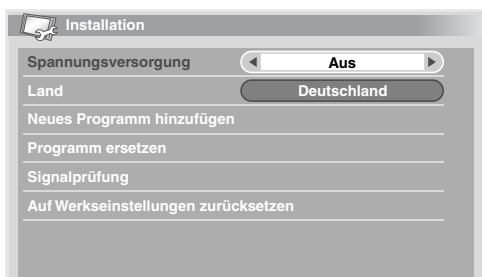 Installation
Spannungsversorgung Aus
Land Deutschland
Neues Programm hinzufügen
Programm ersetzen
Signalprüfung
Auf Werkseinstellungen zurücksetzen